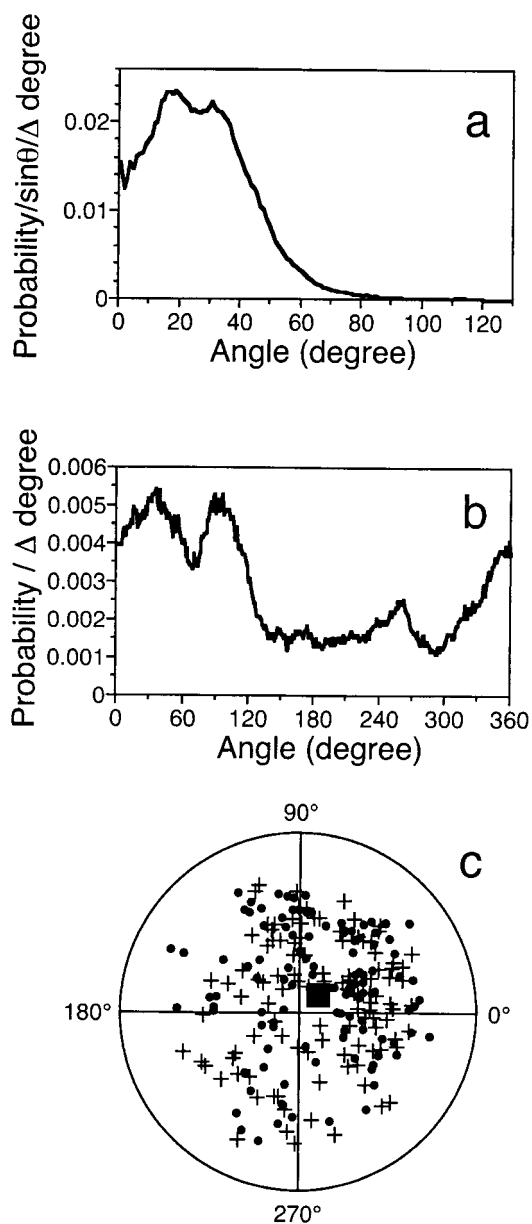 Probability/sinθ/Δ degree
a
0.02
0.01
0
0 20 40 60 80 100 120
Angle (degree)
Probability / Δ degree
b
0.006
0.005
0.004
0.003
0.002
0.001
0
0 60 120 180 240 300 360
Angle (degree)
90°
c
180°
0°
270°